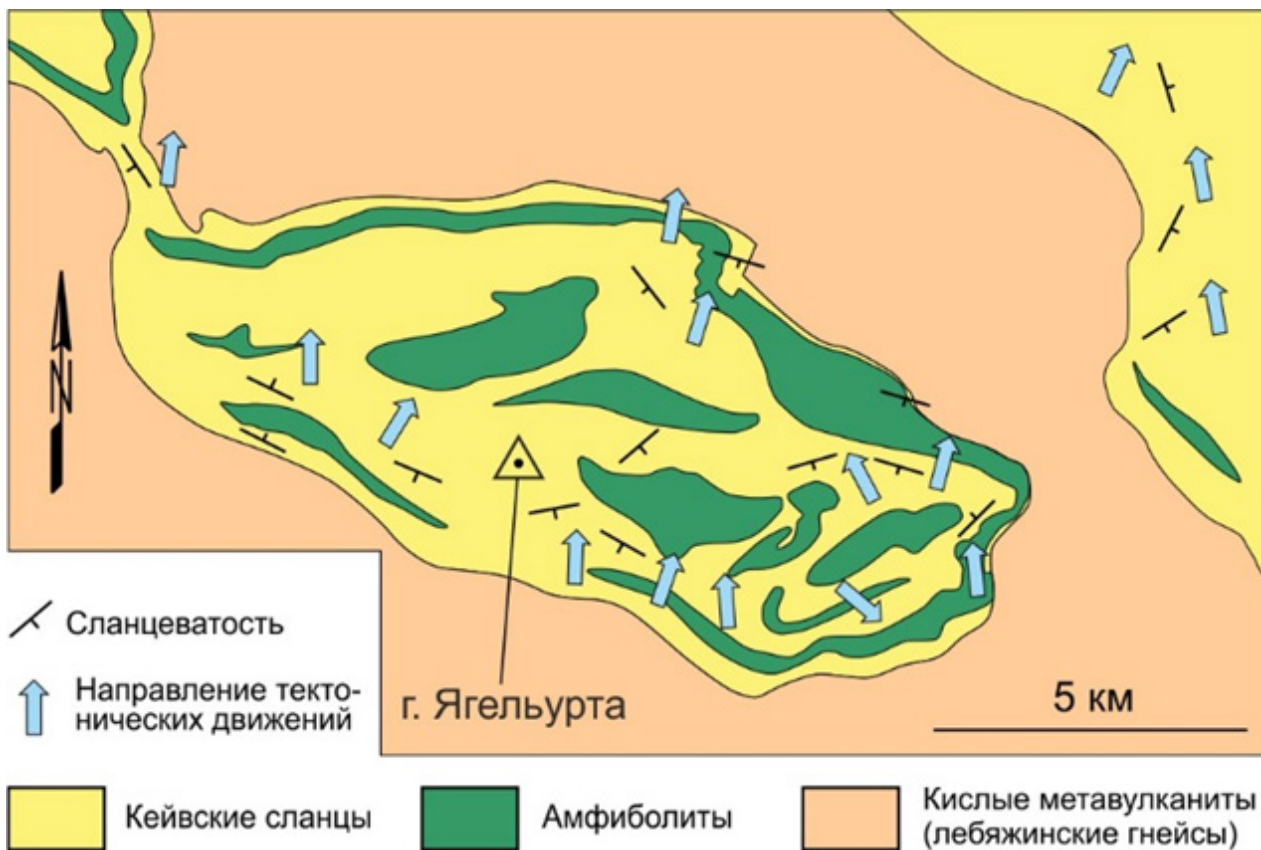 N
г. Ягельурта
5 км
Сланцеватость
Направление текто-
нических движений
Кейвские сланцы
Амфиболиты
Кислые метавулканиты
(лебяжинские гнейсы)